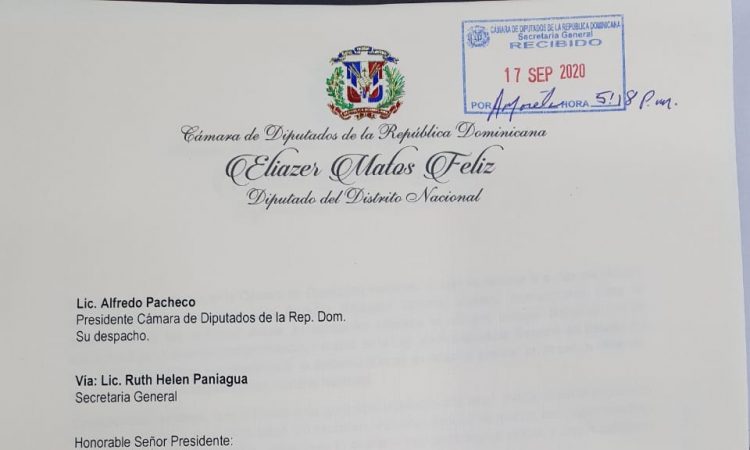 CÁMARA DE DIPUTADOS DE LA REPÚBLICA DOMINICANA
Secretaría General
RECIBIDO
17 SEP 2020
POR HORA 5:18 P.m.
Cámara de Diputados de la República Dominicana
Eliazer Matos Feliz
Diputado del Distrito Nacional
Lic. Alfredo Pacheco
Presidente Cámara de Diputados de la Rep. Dom.
Su despacho.
Via: Lic. Ruth Helen Paniagua
Secretaria General
Honorable Señor Presidente: